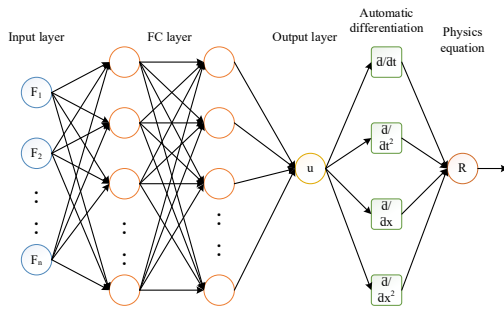 Automatic
differentiation
Physics
equation
Input layer
FC layer
Output layer
F₁
F₂
Fₙ
u
∂/∂t
∂/
∂t²
∂/
∂x
∂/
∂x²
R